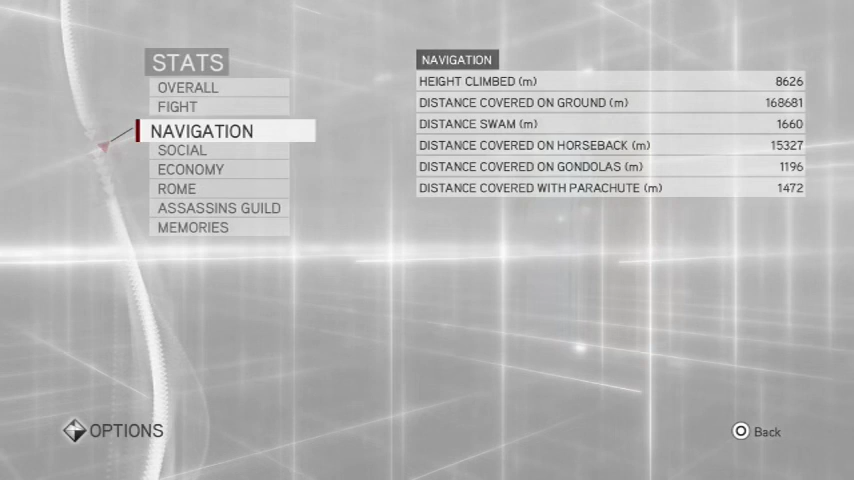 STATS
OVERALL
FIGHT
NAVIGATION
SOCIAL
ECONOMY
ROME
ASSASSINS GUILD
MEMORIES
NAVIGATION
HEIGHT CLIMBED (m) 8626
DISTANCE COVERED ON GROUND (m) 168681
DISTANCE SWAM (m) 1660
DISTANCE COVERED ON HORSEBACK (m) 15327
DISTANCE COVERED ON GONDOLAS (m) 1196
DISTANCE COVERED WITH PARACHUTE (m) 1472
OPTIONS
Back